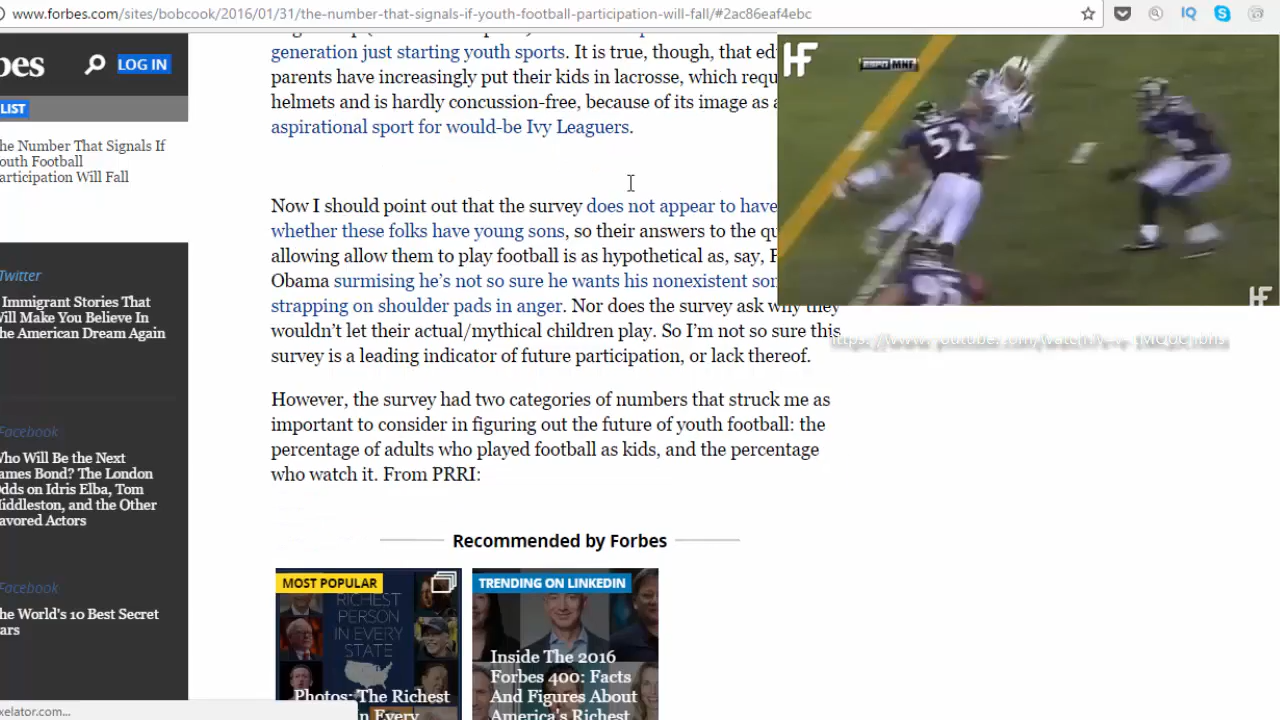 www.forbes.com/sites/bobcook/2016/01/31/the-number-that-signals-if-youth-football-participation-will-fall/#2ac86eaf4ebc
bes
LOG IN
LIST
he Number That Signals If
outh Football
articipation Will Fall
Twitter
Immigrant Stories That
ill Make You Believe In
he American Dream Again
Facebook
Who Will Be the Next
ames Bond? The London
dds on Idris Elba, Tom
iddleston, and the Other
avored Actors
Facebook
he World's 10 Best Secret
ars
generation just starting youth sports. It is true, though, that ed
parents have increasingly put their kids in lacrosse, which requ
helmets and is hardly concussion-free, because of its image as a
aspirational sport for would-be Ivy Leaguers.
Now I should point out that the survey does not appear to have
whether these folks have young sons, so their answers to the qu
allowing allow them to play football is as hypothetical as, say, P
Obama surmising he's not so sure he wants his nonexistent son
strapping on shoulder pads in anger. Nor does the survey ask why they
wouldn't let their actual/mythical children play. So I'm not so sure this
survey is a leading indicator of future participation, or lack thereof.
However, the survey had two categories of numbers that struck me as
important to consider in figuring out the future of youth football: the
percentage of adults who played football as kids, and the percentage
who watch it. From PRRI:
Recommended by Forbes
MOST POPULAR
RICHEST
PERSON
IN EVERY
STATE
Photos: The Richest
n Every
TRENDING ON LINKEDIN
Inside The 2016
Forbes 400: Facts
And Figures About
America's Richest
HF
ESPN MNF
52
HF
xelator.com...